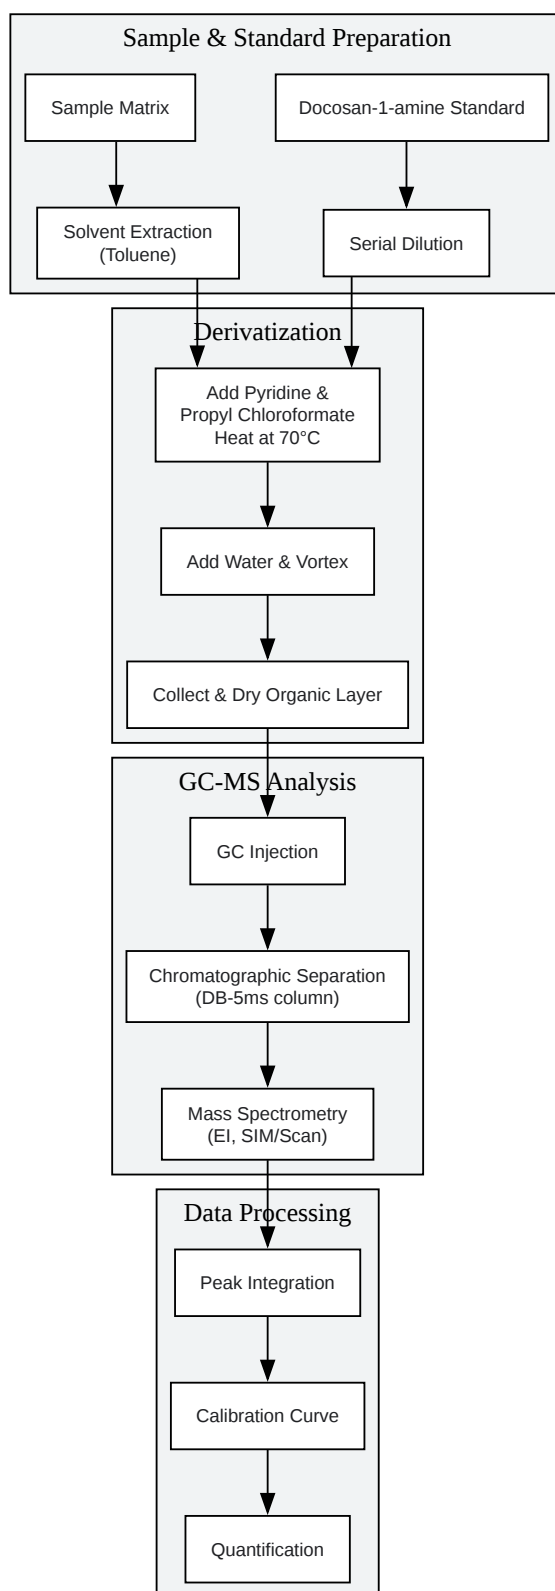 Sample & Standard Preparation
Sample Matrix
Docosan-1-amine Standard
Solvent Extraction
(Toluene)
Serial Dilution
Derivatization
Add Pyridine &
Propyl Chloroformate
Heat at 70°C
Add Water & Vortex
Collect & Dry Organic Layer
GC-MS Analysis
GC Injection
Chromatographic Separation
(DB-5ms column)
Mass Spectrometry
(EI, SIM/Scan)
Data Processing
Peak Integration
Calibration Curve
Quantification